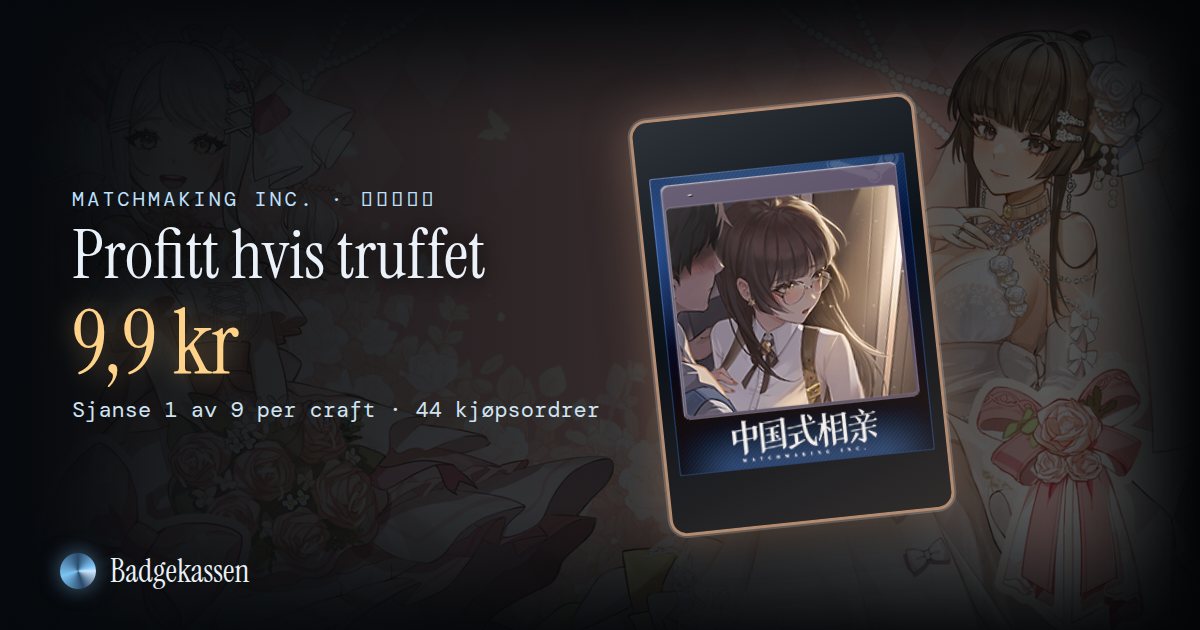 MATCHMAKING INC. · □□□□□
Profitt hvis truffet
9,9 kr
Sjanse 1 av 9 per craft · 44 kjøpsordrer
中国式相亲
MATCHMAKING INC.
Badgekassen